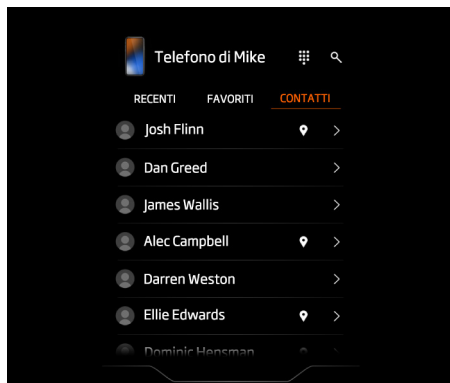 Telefono di Mike
RECENTI FAVORITI CONTATTI
Josh Flinn
Dan Greed
James Wallis
Alec Campbell
Darren Weston
Ellie Edwards
Dominic Hensman